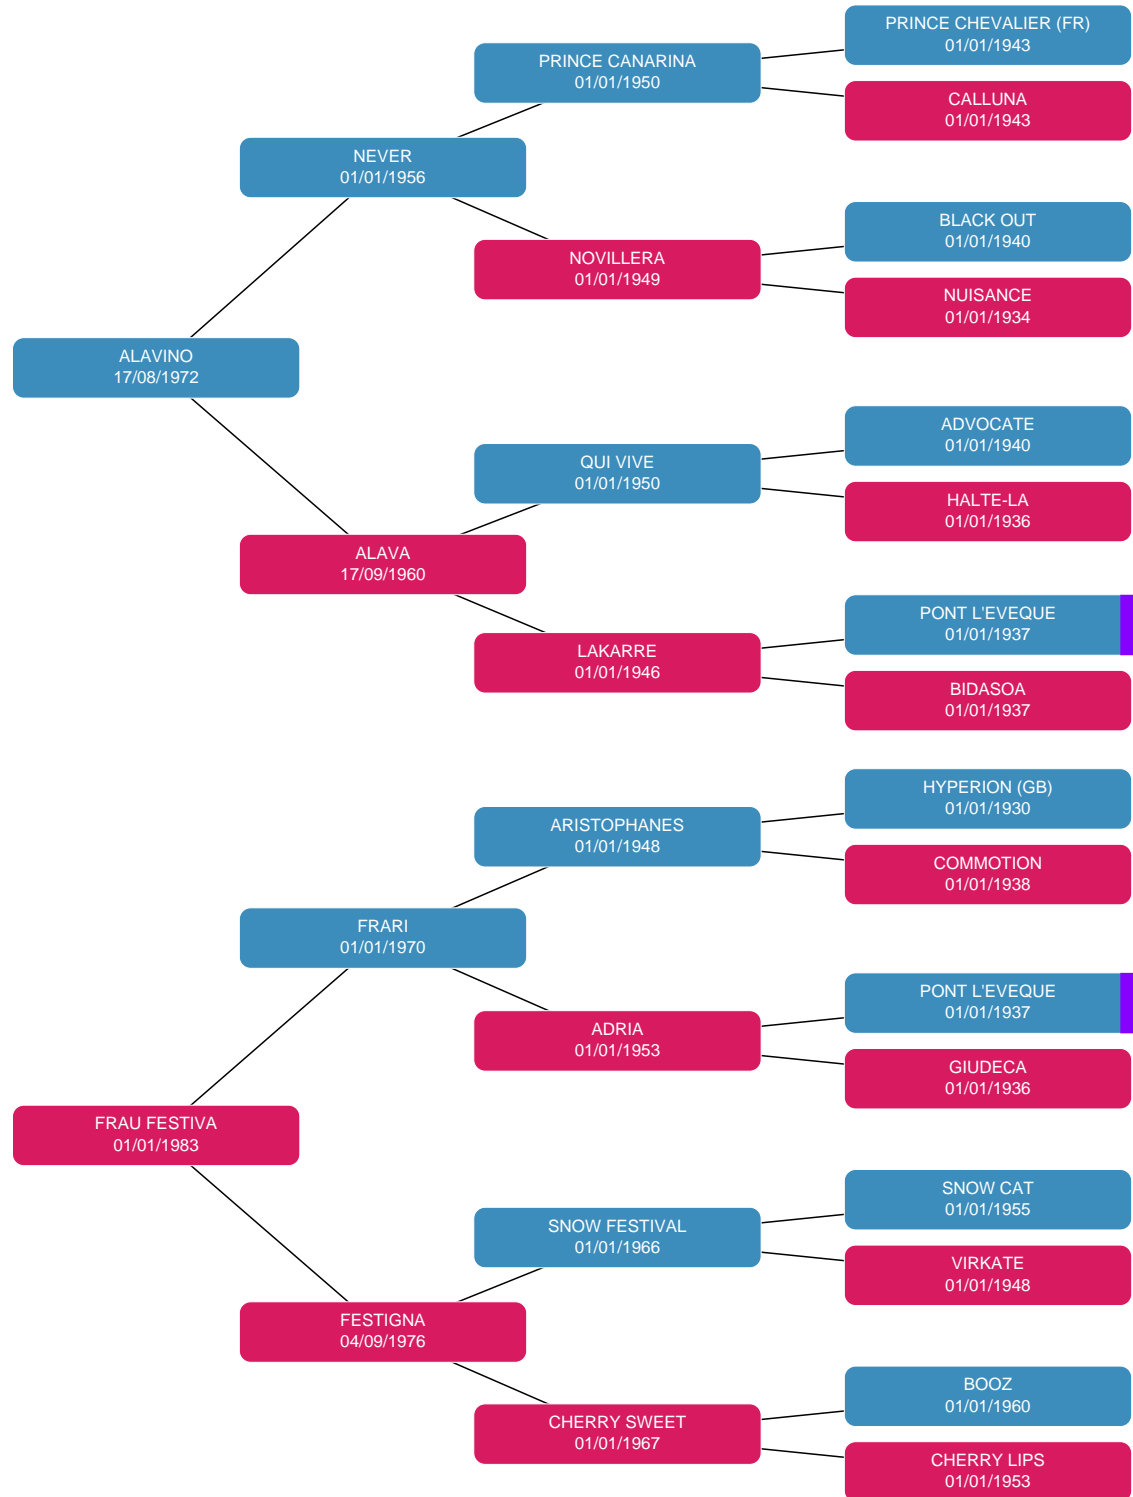 PRINCE CHEVALIER (FR)
01/01/1943
PRINCE CANARINA
01/01/1950
CALLUNA
01/01/1943
NEVER
01/01/1956
BLACK OUT
01/01/1940
NOVILLERA
01/01/1949
NUISANCE
01/01/1934
ALAVINO
17/08/1972
ADVOCATE
01/01/1940
QUI VIVE
01/01/1950
HALTE-LA
01/01/1936
ALAVA
17/09/1960
PONT L'EVEQUE
01/01/1937
LAKARRE
01/01/1946
BIDASOA
01/01/1937
HYPERION (GB)
01/01/1930
ARISTOPHANES
01/01/1948
COMMOTION
01/01/1938
FRARI
01/01/1970
PONT L'EVEQUE
01/01/1937
ADRIA
01/01/1953
GIUDECA
01/01/1936
FRAU FESTIVA
01/01/1983
SNOW CAT
01/01/1955
SNOW FESTIVAL
01/01/1966
VIRKATE
01/01/1948
FESTIGNA
04/09/1976
BOOZ
01/01/1960
CHERRY SWEET
01/01/1967
CHERRY LIPS
01/01/1953